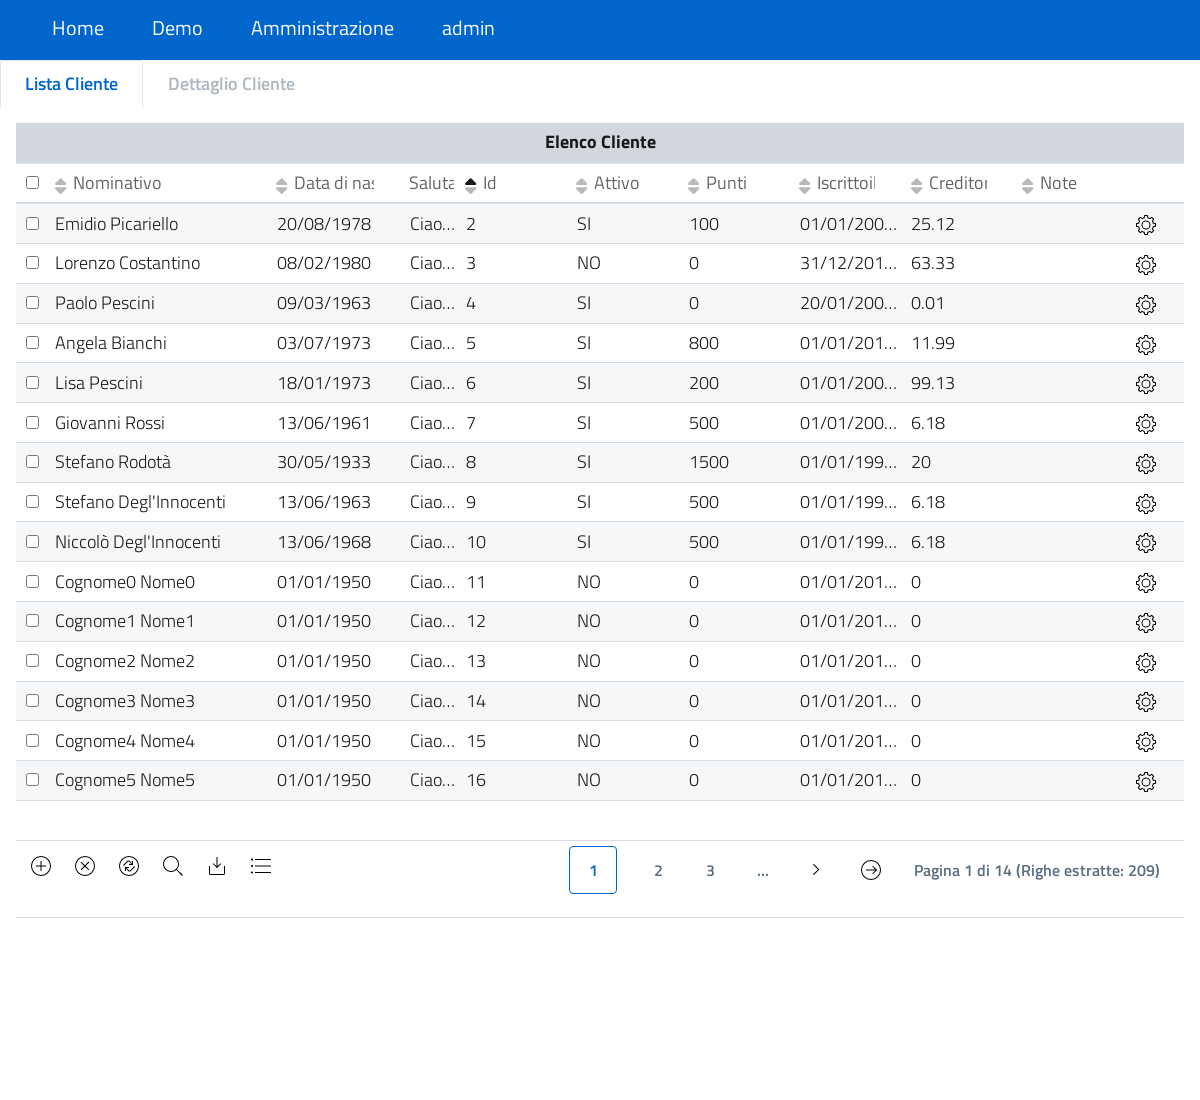 Home Demo Amministrazione admin
Lista Cliente Dettaglio Cliente
Elenco Cliente
Nominativo Data di nas Saluta Id Attivo Punti IscrittoIl Creditor Note
Emidio Picariello 20/08/1978 Ciao... 2 SI 100 01/01/200... 25.12
Lorenzo Costantino 08/02/1980 Ciao... 3 NO 0 31/12/201... 63.33
Paolo Pescini 09/03/1963 Ciao... 4 SI 0 20/01/200... 0.01
Angela Bianchi 03/07/1973 Ciao... 5 SI 800 01/01/201... 11.99
Lisa Pescini 18/01/1973 Ciao... 6 SI 200 01/01/200... 99.13
Giovanni Rossi 13/06/1961 Ciao... 7 SI 500 01/01/200... 6.18
Stefano Rodotà 30/05/1933 Ciao... 8 SI 1500 01/01/199... 20
Stefano Degl'Innocenti 13/06/1963 Ciao... 9 SI 500 01/01/199... 6.18
Niccolò Degl'Innocenti 13/06/1968 Ciao... 10 SI 500 01/01/199... 6.18
Cognome0 Nome0 01/01/1950 Ciao... 11 NO 0 01/01/201... 0
Cognome1 Nome1 01/01/1950 Ciao... 12 NO 0 01/01/201... 0
Cognome2 Nome2 01/01/1950 Ciao... 13 NO 0 01/01/201... 0
Cognome3 Nome3 01/01/1950 Ciao... 14 NO 0 01/01/201... 0
Cognome4 Nome4 01/01/1950 Ciao... 15 NO 0 01/01/201... 0
Cognome5 Nome5 01/01/1950 Ciao... 16 NO 0 01/01/201... 0
1 2 3 ... Pagina 1 di 14 (Righe estratte: 209)